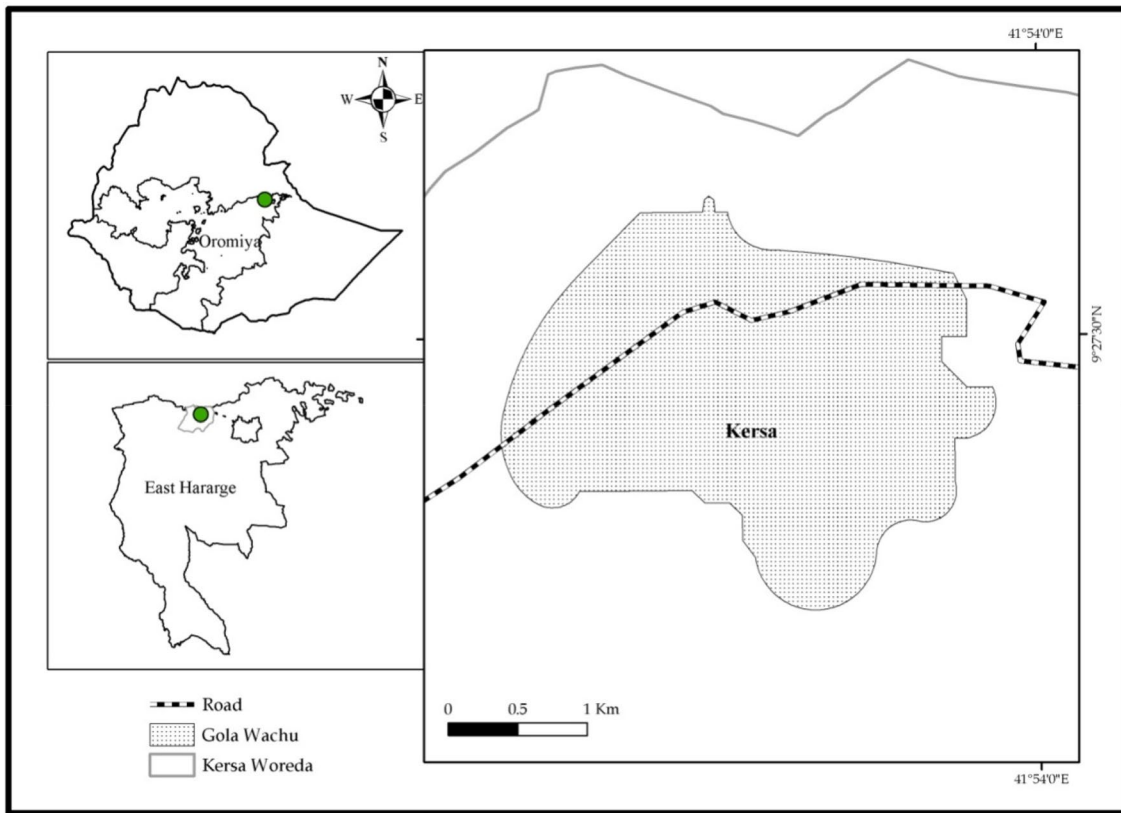 41°54'0"E
N
W
E
S
Oromiya
9°27'30"N
Kersa
East Hararge
Road
Gola Wachu
Kersa Woreda
0 0.5 1 Km
41°54'0"E